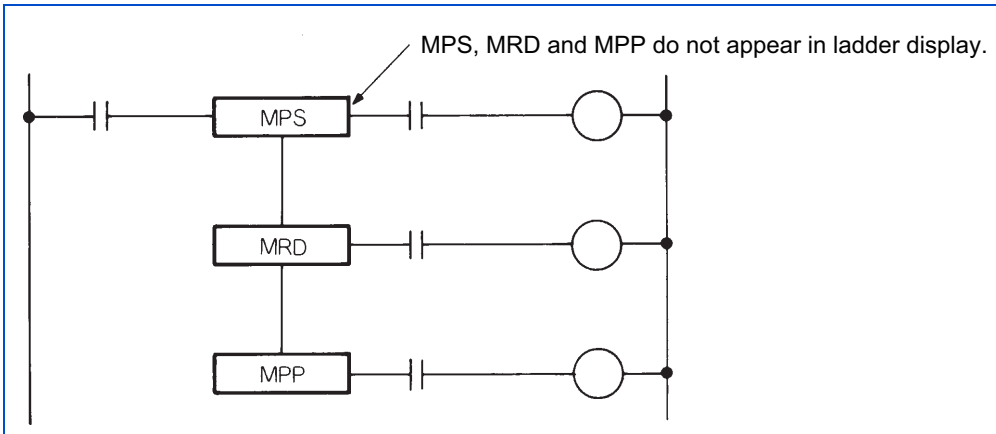 MPS, MRD and MPP do not appear in ladder display.
MPS
MRD
MPP